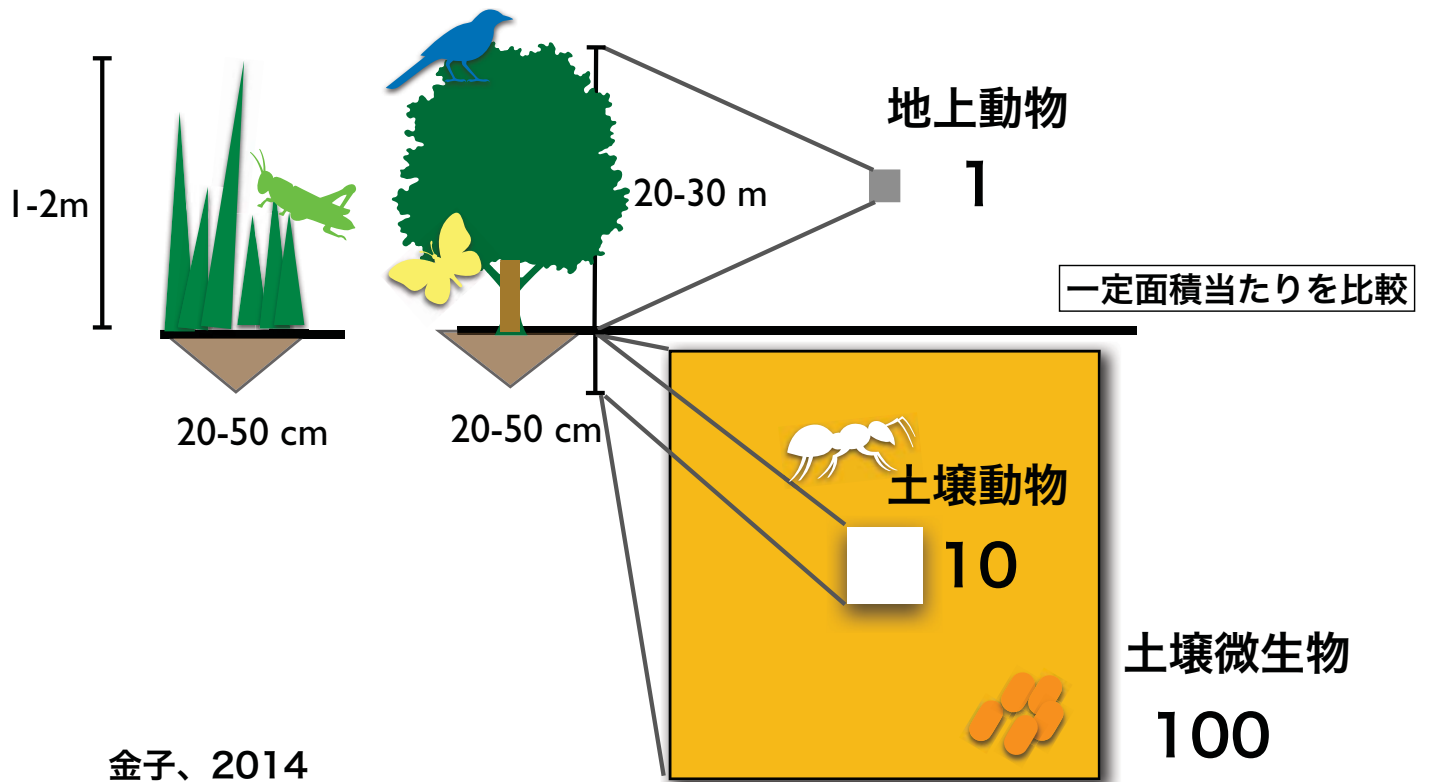 1-2m
20-30 m
地上動物
1
一定面積当たりを比較
20-50 cm
20-50 cm
土壌動物
10
土壌微生物
100
金子、2014